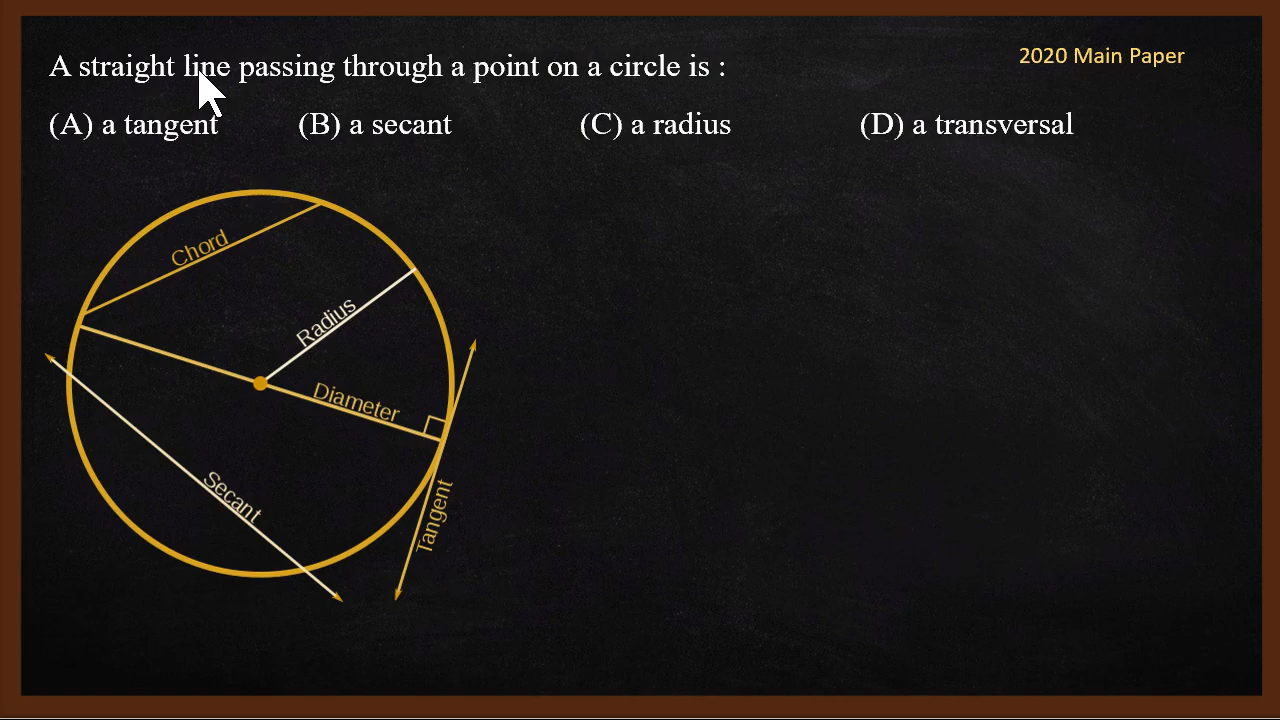 2020 Main Paper
A straight line passing through a point on a circle is :
(A) a tangent (B) a secant (C) a radius (D) a transversal
Chord
Radius
Diameter
Secant
Tangent